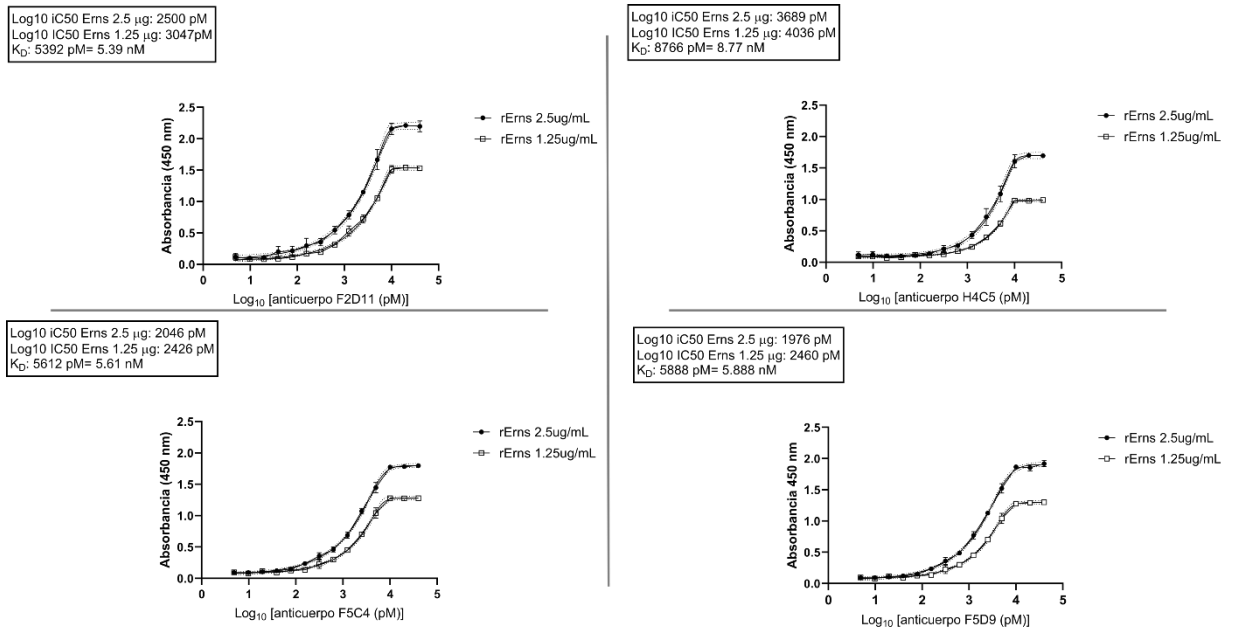 Log10 iC50 Erns 2.5 µg: 2500 pM
Log10 IC50 Erns 1.25 µg: 3047pM
KD: 5392 pM= 5.39 nM
Absorbancia (450 nm)
2.5
2.0
1.5
1.0
0.5
0.0
0 1 2 3 4 5
Log10 [anticuerpo F2D11 (pM)]
rErns 2.5ug/mL
rErns 1.25ug/mL
Log10 iC50 Erns 2.5 µg: 3689 pM
Log10 IC50 Erns 1.25 µg: 4036 pM
KD: 8766 pM= 8.77 nM
Absorbancia (450 nm)
2.5
2.0
1.5
1.0
0.5
0.0
0 1 2 3 4 5
Log10 [anticuerpo H4C5 (pM)]
rErns 2.5ug/mL
rErns 1.25ug/mL
Log10 iC50 Erns 2.5 µg: 2046 pM
Log10 IC50 Erns 1.25 µg: 2426 pM
KD: 5612 pM= 5.61 nM
Absorbancia (450 nm)
2.5
2.0
1.5
1.0
0.5
0.0
0 1 2 3 4 5
Log10 [anticuerpo F5C4 (pM)]
rErns 2.5ug/mL
rErns 1.25ug/mL
Log10 iC50 Erns 2.5 µg: 1976 pM
Log10 IC50 Erns 1.25 µg: 2460 pM
KD: 5888 pM= 5.888 nM
Absorbancia 450 nm
2.5
2.0
1.5
1.0
0.5
0.0
0 1 2 3 4 5
Log10 [anticuerpo F5D9 (pM)]
rErns 2.5ug/mL
rErns 1.25ug/mL